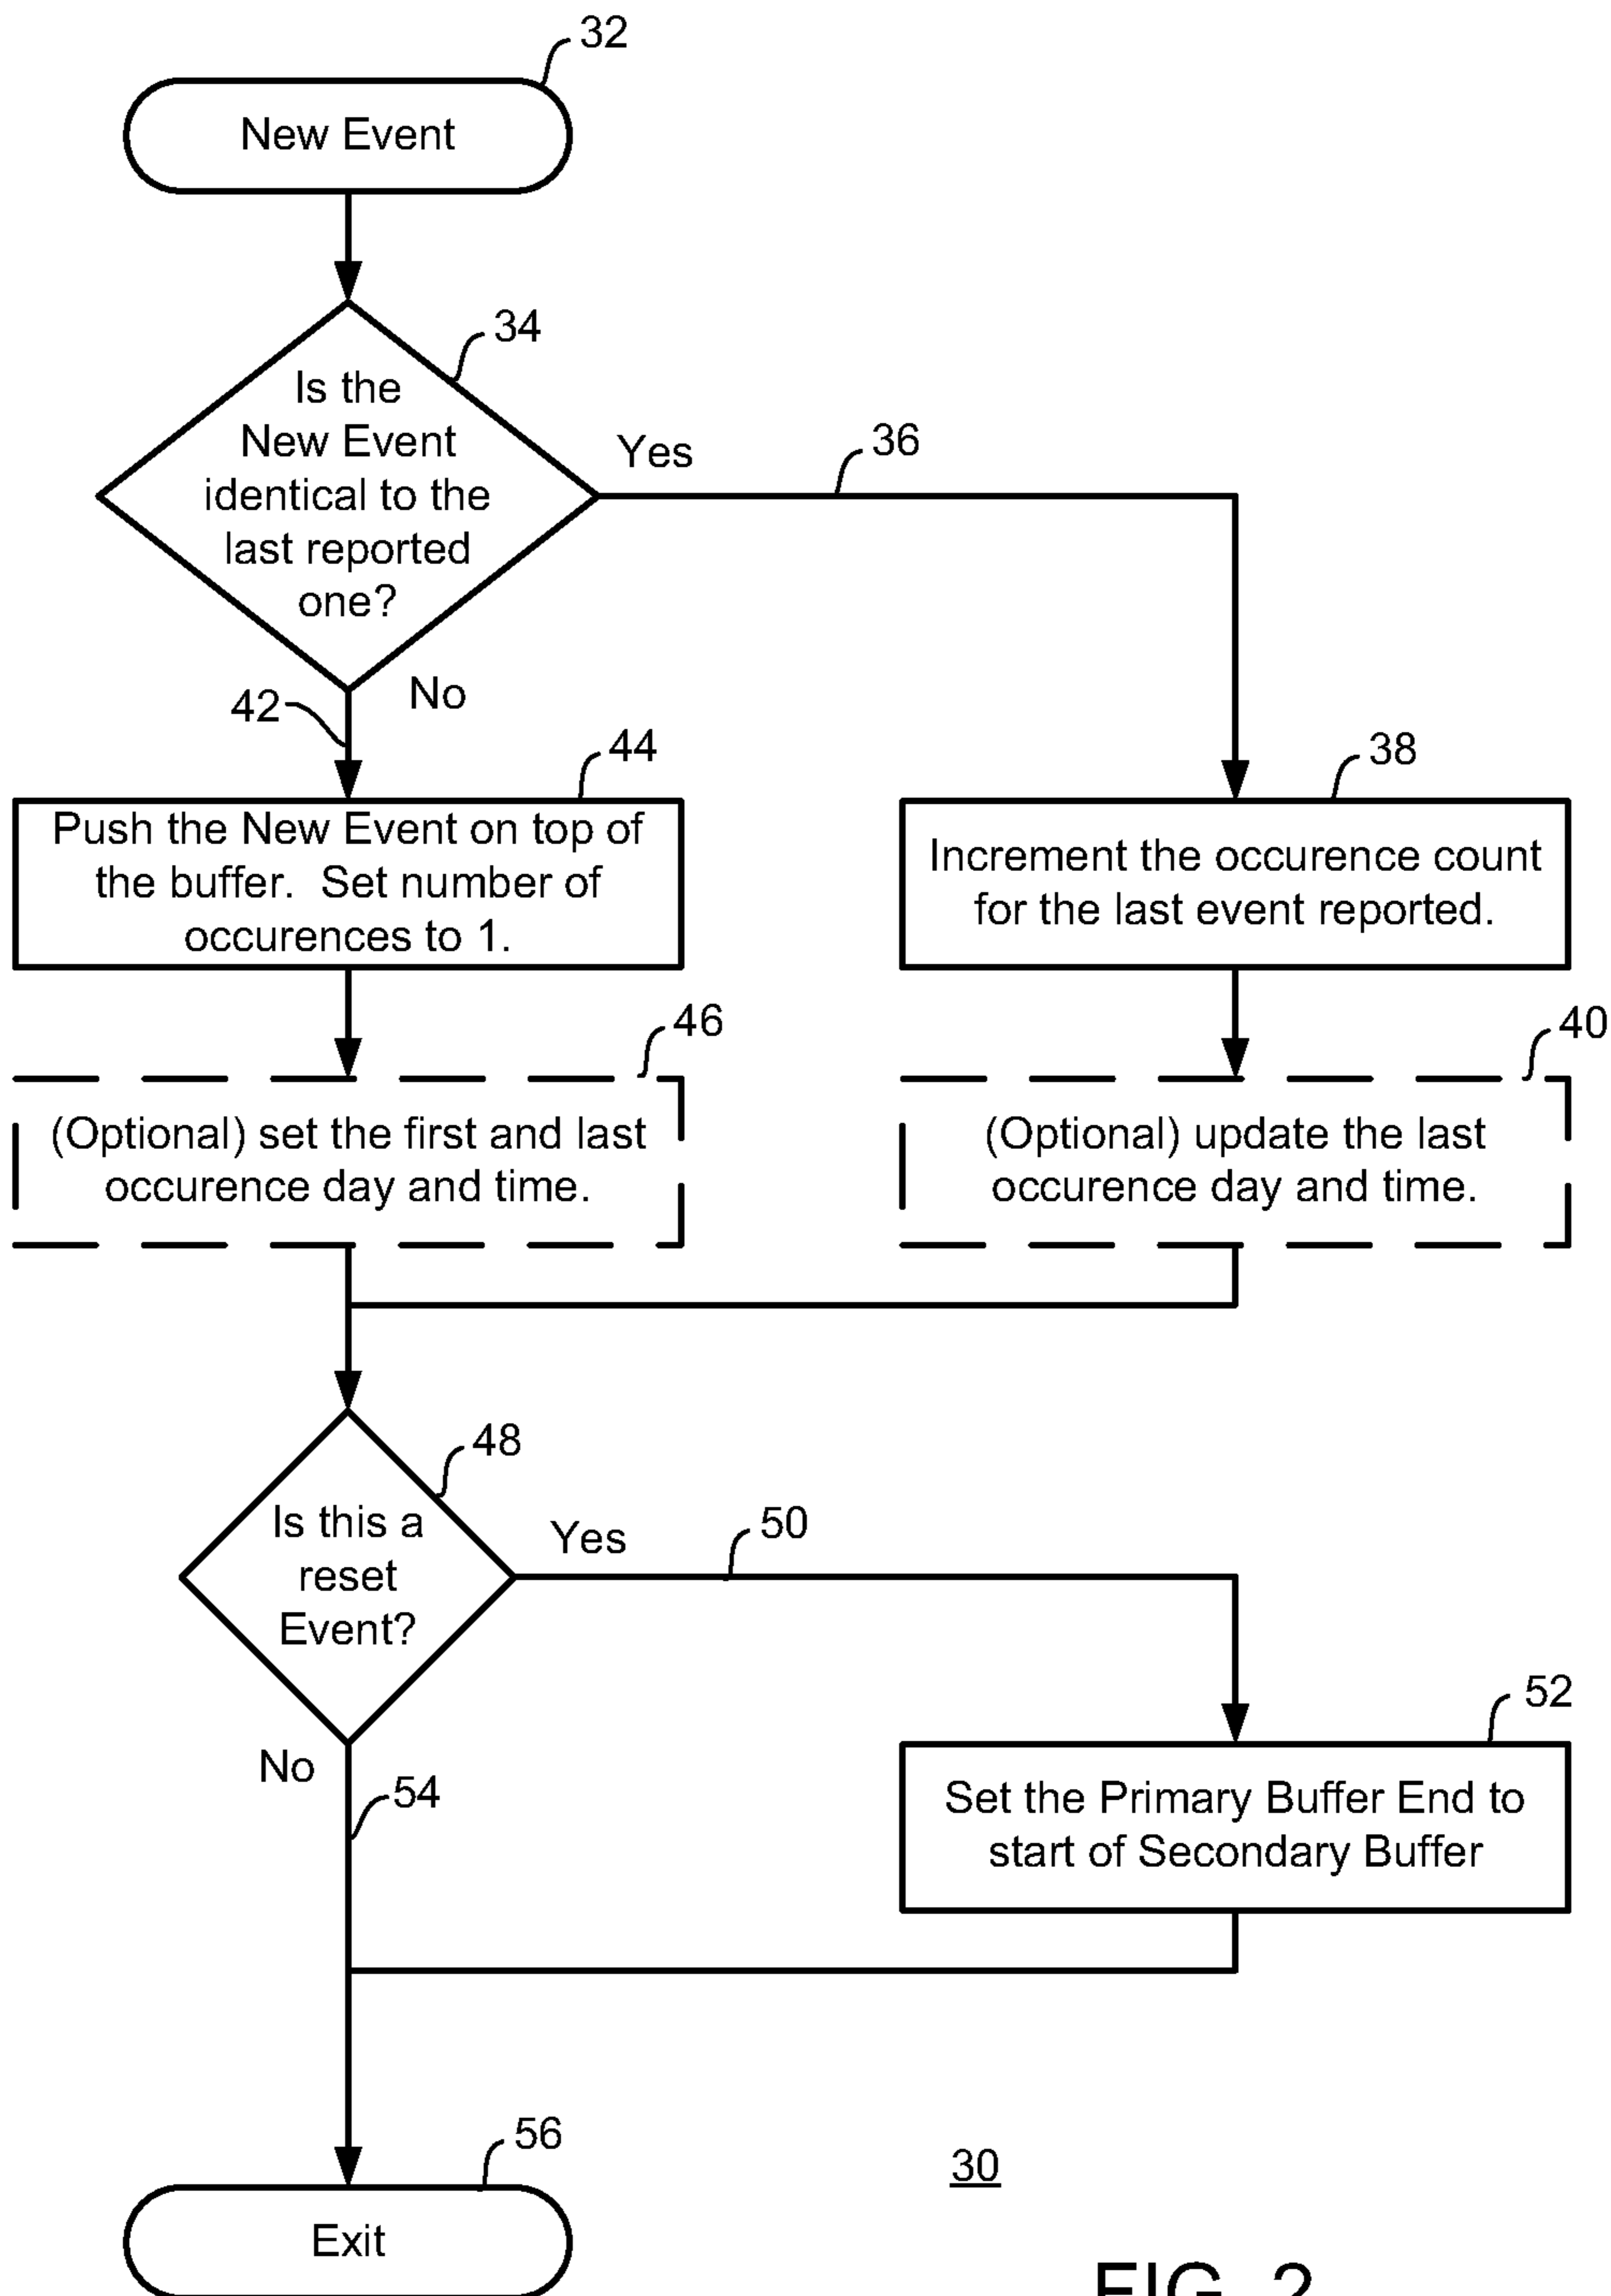 32
New Event
34
Is the
New Event
identical to the
last reported
one?
Yes
36
No
42
44
Push the New Event on top of
the buffer.  Set number of
occurences to 1.
38
Increment the occurence count
for the last event reported.
46
(Optional) set the first and last
occurence day and time.
40
(Optional) update the last
occurence day and time.
48
Is this a
reset
Event?
Yes
50
52
Set the Primary Buffer End to
start of Secondary Buffer
No
54
56
Exit
30
FIG. 2